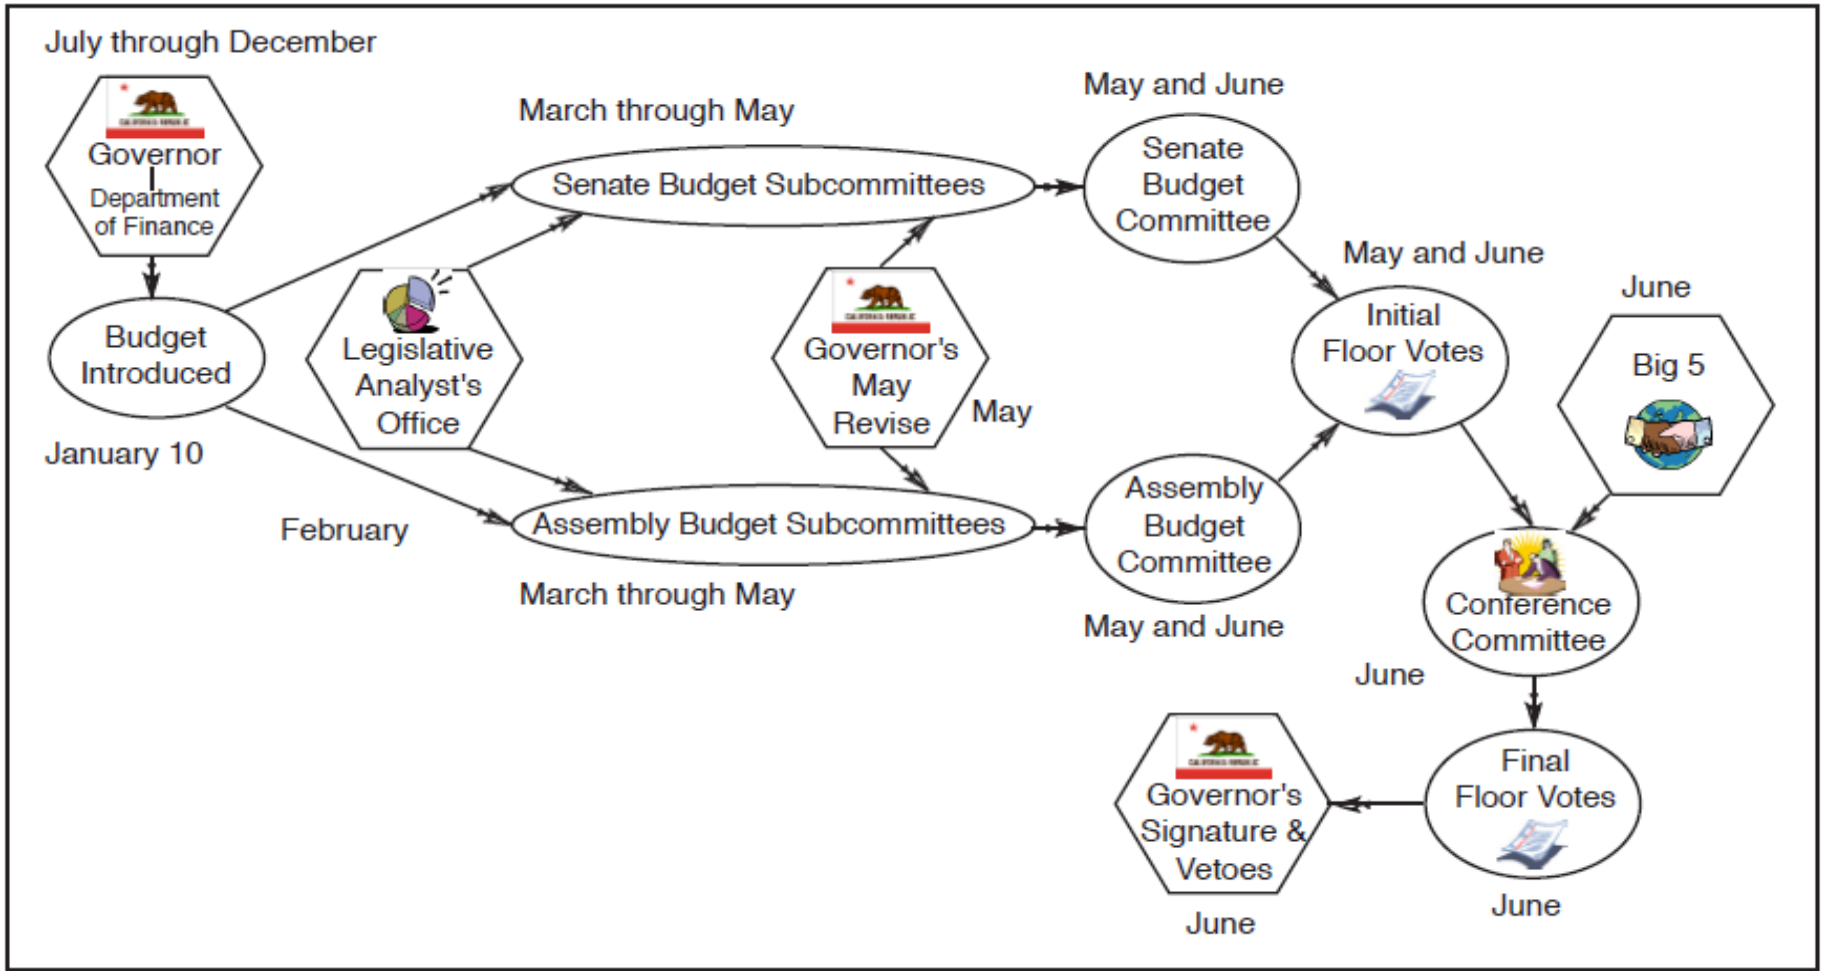 July through December
Governor
Department
of Finance
Budget
Introduced
January 10
February
Legislative
Analyst's
Office
March through May
Senate Budget Subcommittees
Governor's
May
Revise
May
Assembly Budget Subcommittees
March through May
May and June
Senate
Budget
Committee
Assembly
Budget
Committee
May and June
May and June
Initial
Floor Votes
June
Big 5
Conference
Committee
June
Final
Floor Votes
June
Governor's
Signature &
Vetoes
June